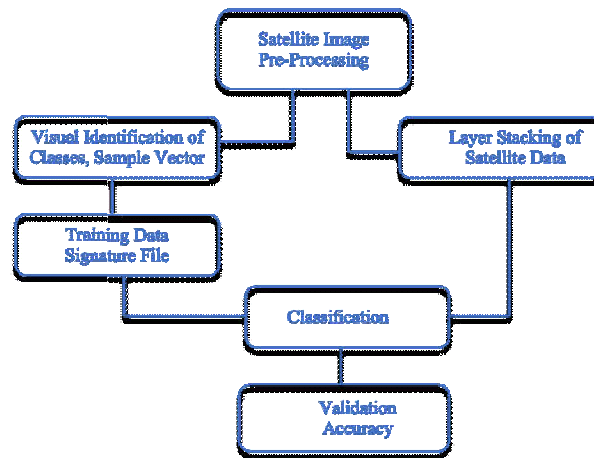 Satellite Image
Pre-Processing
Visual Identification of
Classes, Sample Vector
Layer Stacking of
Satellite Data
Training Data
Signature File
Classification
Validation
Accuracy